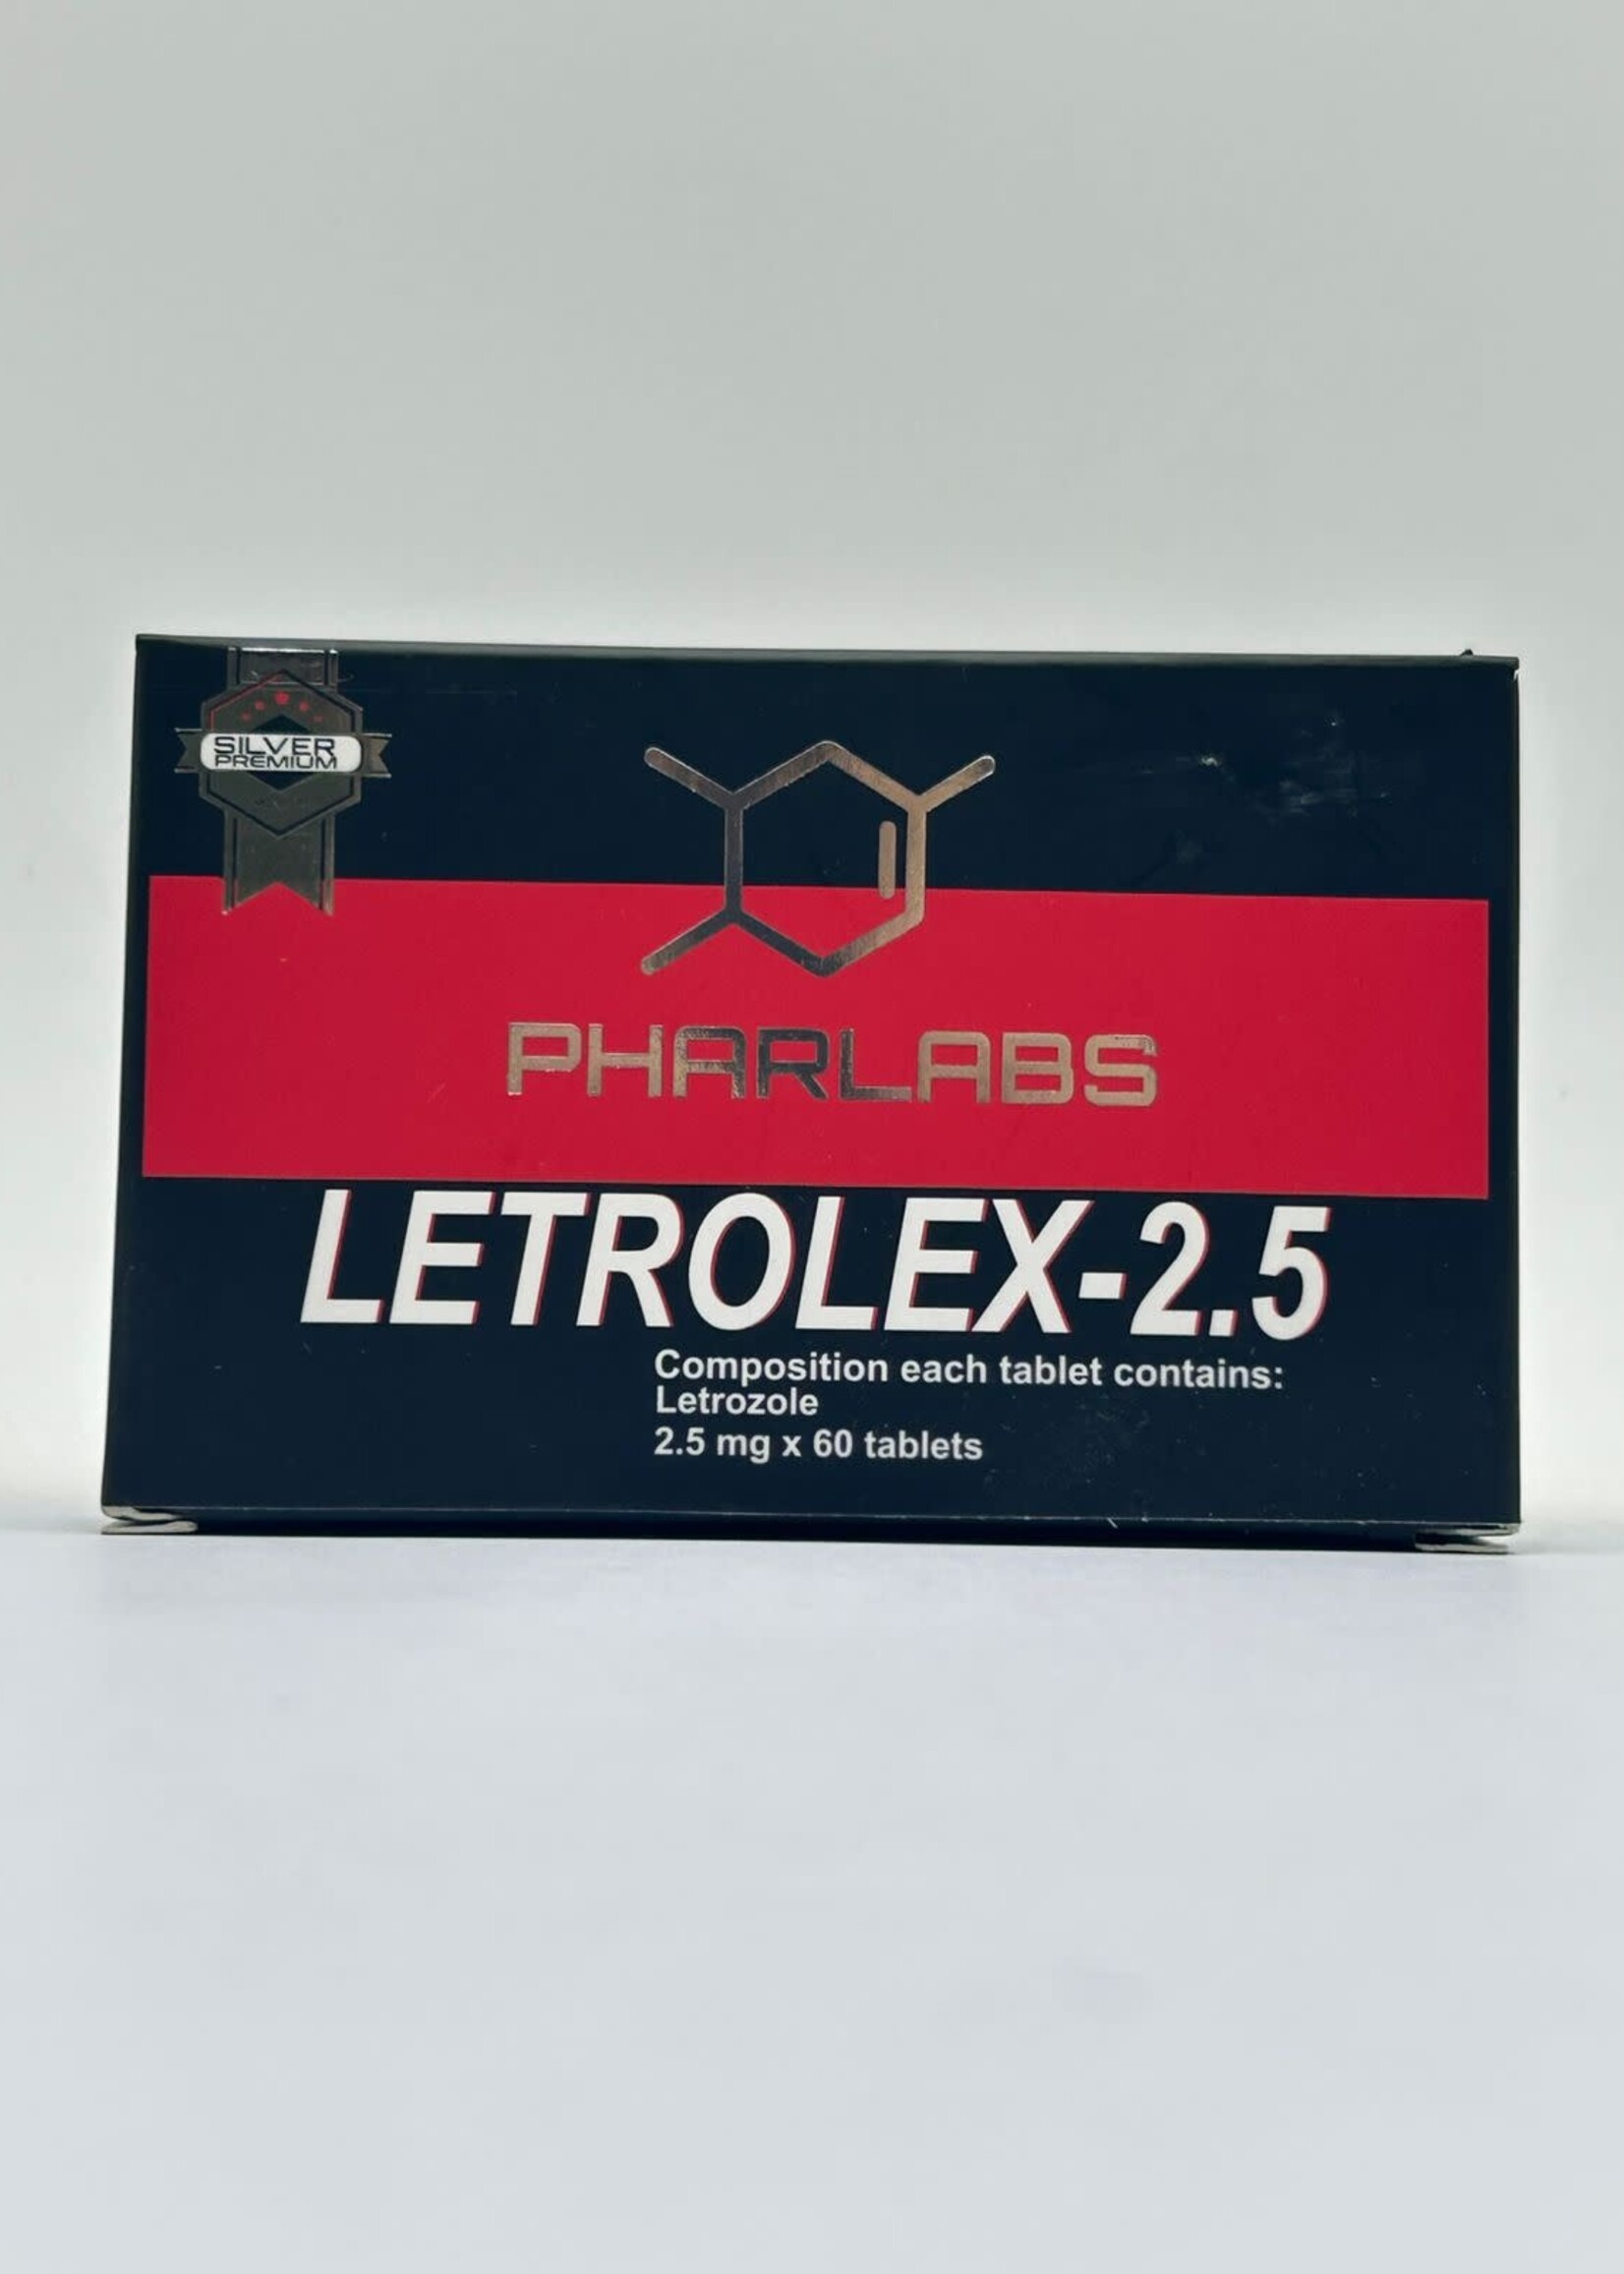 SILVER
PREMIUM
PHARLABS
LETROLEX-2.5
Composition each tablet contains:
Letrozole
2.5 mg x 60 tablets